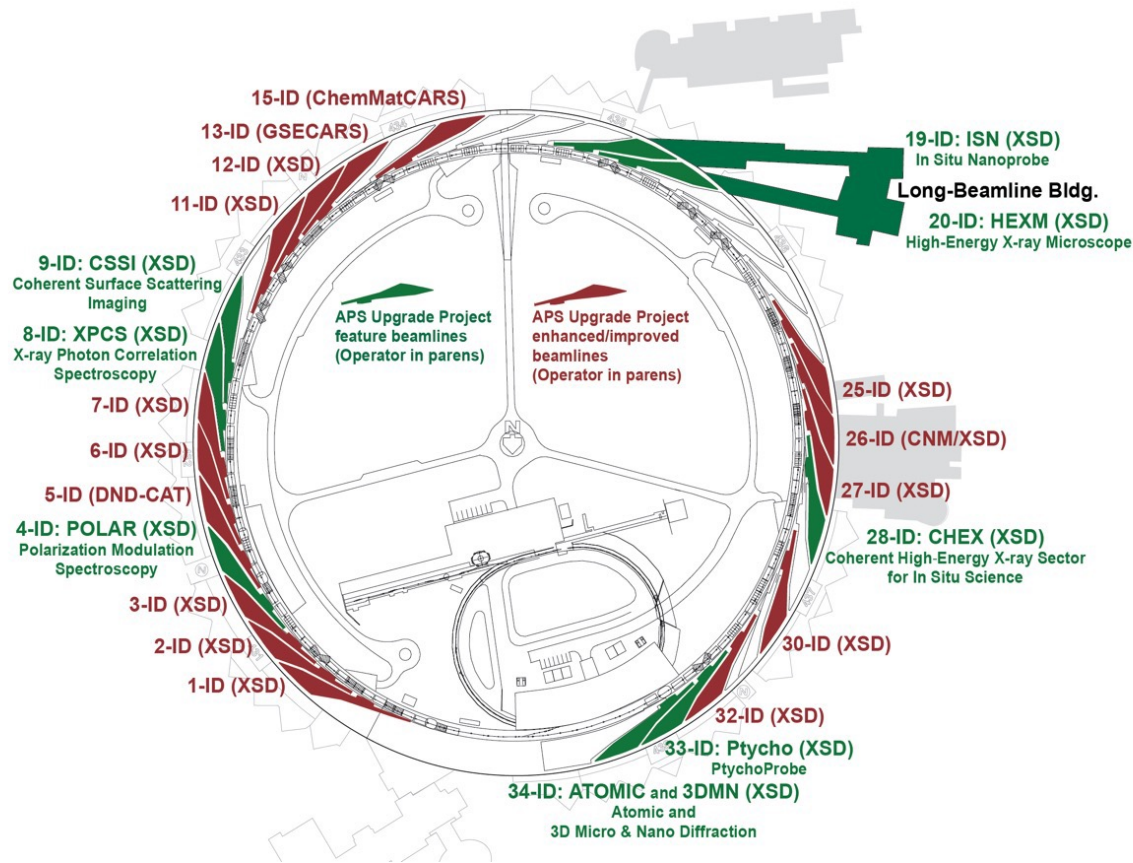 15-ID (ChemMatCARS)
13-ID (GSECARS)
12-ID (XSD)
11-ID (XSD)
9-ID: CSSI (XSD)
Coherent Surface Scattering
Imaging
8-ID: XPCS (XSD)
X-ray Photon Correlation
Spectroscopy
7-ID (XSD)
6-ID (XSD)
5-ID (DND-CAT)
4-ID: POLAR (XSD)
Polarization Modulation
Spectroscopy
3-ID (XSD)
2-ID (XSD)
1-ID (XSD)
434
435
433
436
437
N
APS Upgrade Project
feature beamlines
(Operator in parens)
APS Upgrade Project
enhanced/improved
beamlines
(Operator in parens)
19-ID: ISN (XSD)
In Situ Nanoprobe
Long-Beamline Bldg.
20-ID: HEXM (XSD)
High-Energy X-ray Microscope
25-ID (XSD)
26-ID (CNM/XSD)
27-ID (XSD)
28-ID: CHEX (XSD)
Coherent High-Energy X-ray Sector
for In Situ Science
30-ID (XSD)
32-ID (XSD)
33-ID: Ptycho (XSD)
PtychoProbe
34-ID: ATOMIC and 3DMN (XSD)
Atomic and
3D Micro & Nano Diffraction